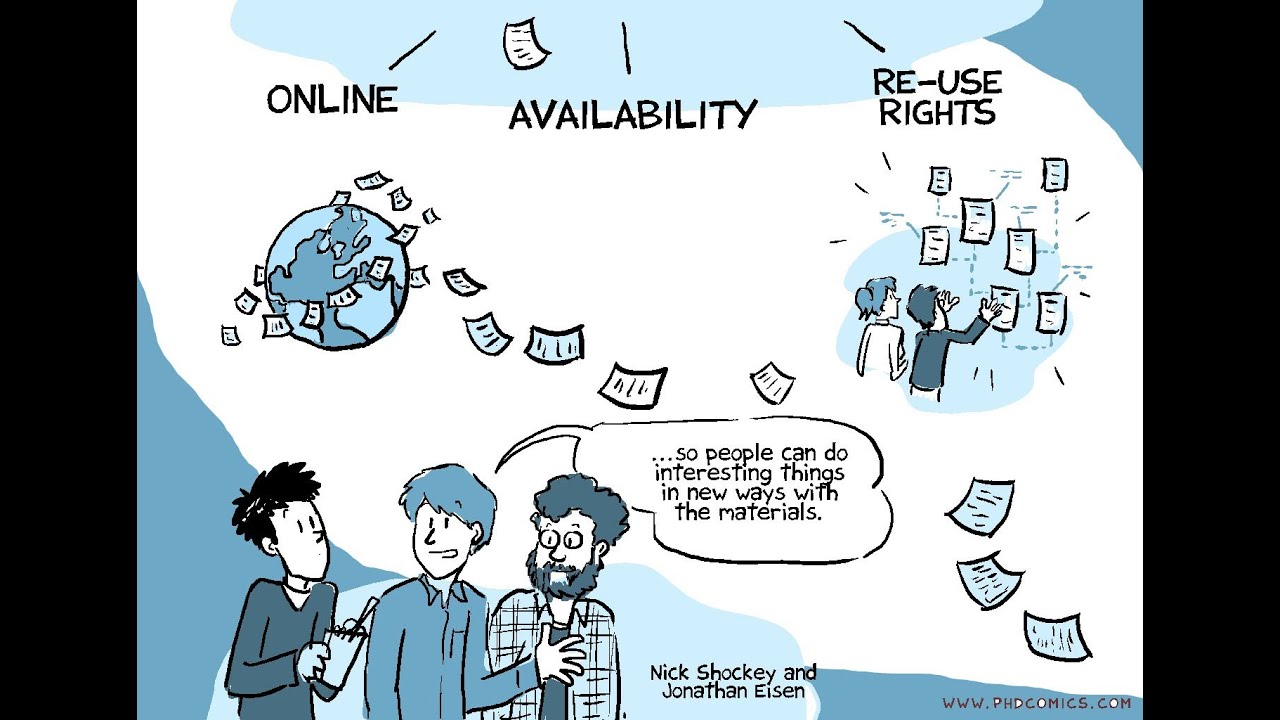 ONLINE
AVAILABILITY
RE-USE
RIGHTS
...so people can do
interesting things
in new ways with
the materials.
Nick Shockey and
Jonathan Eisen
WWW.PHDCOMICS.COM